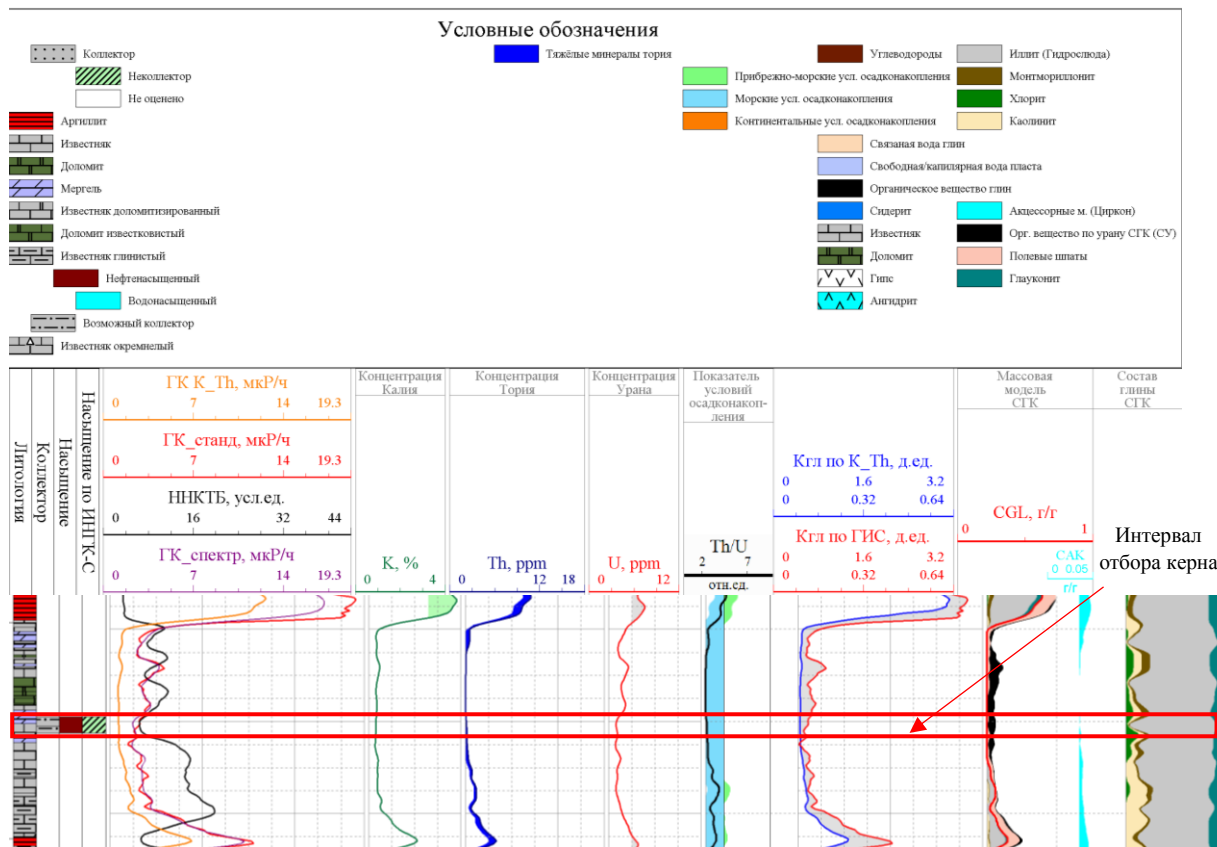 Условные обозначения
Коллектор
Неколлектор
Не оценено
Аргиллит
Известняк
Доломит
Мергель
Известняк доломитизированный
Доломит известковистый
Известняк глинистый
Нефтенасыщенный
Водонасыщенный
Возможный коллектор
Известняк окремнелый
Тяжёлые минералы тория
Прибрежно-морские усл. осадконакопления
Морские усл. осадконакопления
Континентальные усл. осадконакопления
Углеводороды
Связаная вода глин
Свободная/капилярная вода пласта
Органическое вещество глин
Сидерит
Известняк
Доломит
Гипс
Ангидрит
Иллит (Гидрослюда)
Монтмориллонит
Хлорит
Каолинит
Акцессорные м. (Циркон)
Орг. вещество по урану СГК (СУ)
Полевые шпаты
Глауконит
Литология
Коллектор
Насыщение
Насыщение по ИНГК-С
ГК K_Th, мкР/ч
0 7 14 19.3
ГК_станд, мкР/ч
0 7 14 19.3
ННКТБ, усл.ед.
0 16 32 44
ГК_спектр, мкР/ч
0 7 14 19.3
Концентрация
Калия
K, %
0 4
Концентрация
Тория
Th, ppm
0 12 18
Концентрация
Урана
U, ppm
0 12
Показатель
условий
осадконакоп-
ления
Th/U
2 7
отн.ед.
Кгл по K_Th, д.ед.
0 1.6 3.2
0 0.32 0.64
Кгл по ГИС, д.ед.
0 1.6 3.2
0 0.32 0.64
Массовая
модель
СГК
CGL, г/г
0 1
САК
0 0.05
г/г
Состав
глины
СГК
Интервал
отбора керна